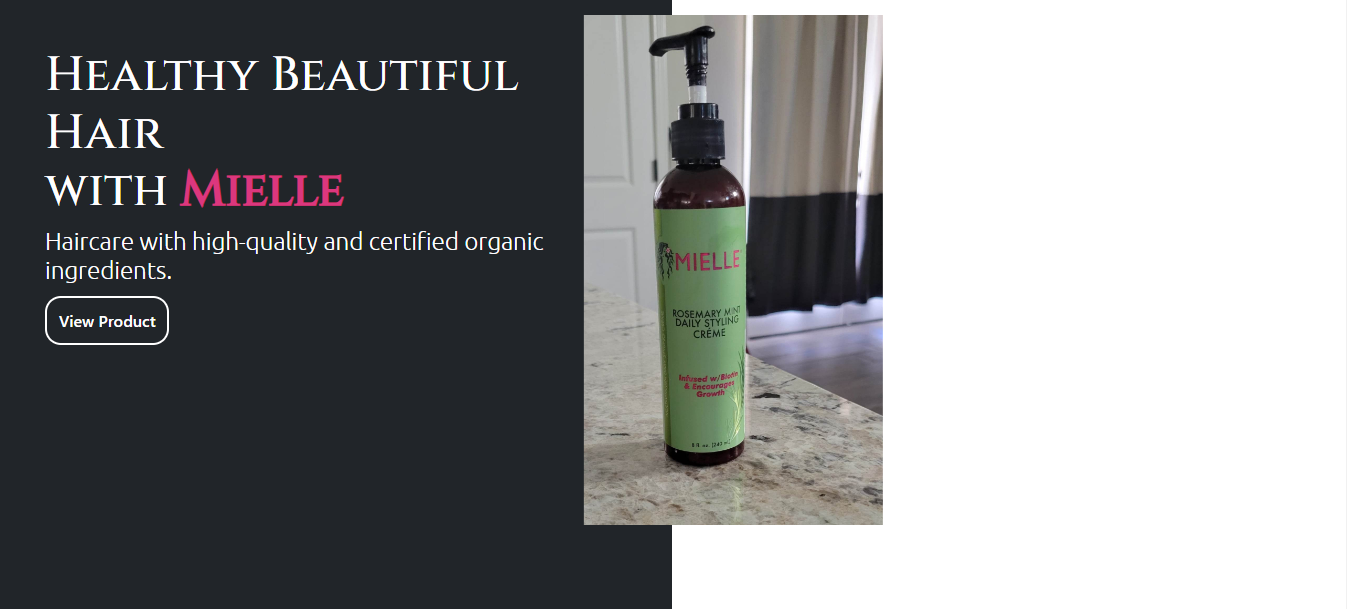 Healthy Beautiful
Hair
with Mielle
Haircare with high-quality and certified organic
ingredients.
View Product
MIELLE
ROSEMARY MINT
DAILY STYLING
CRÉME
Infused w/Biotin
& Encourages
Growth
8 fl. oz. (240 mL)